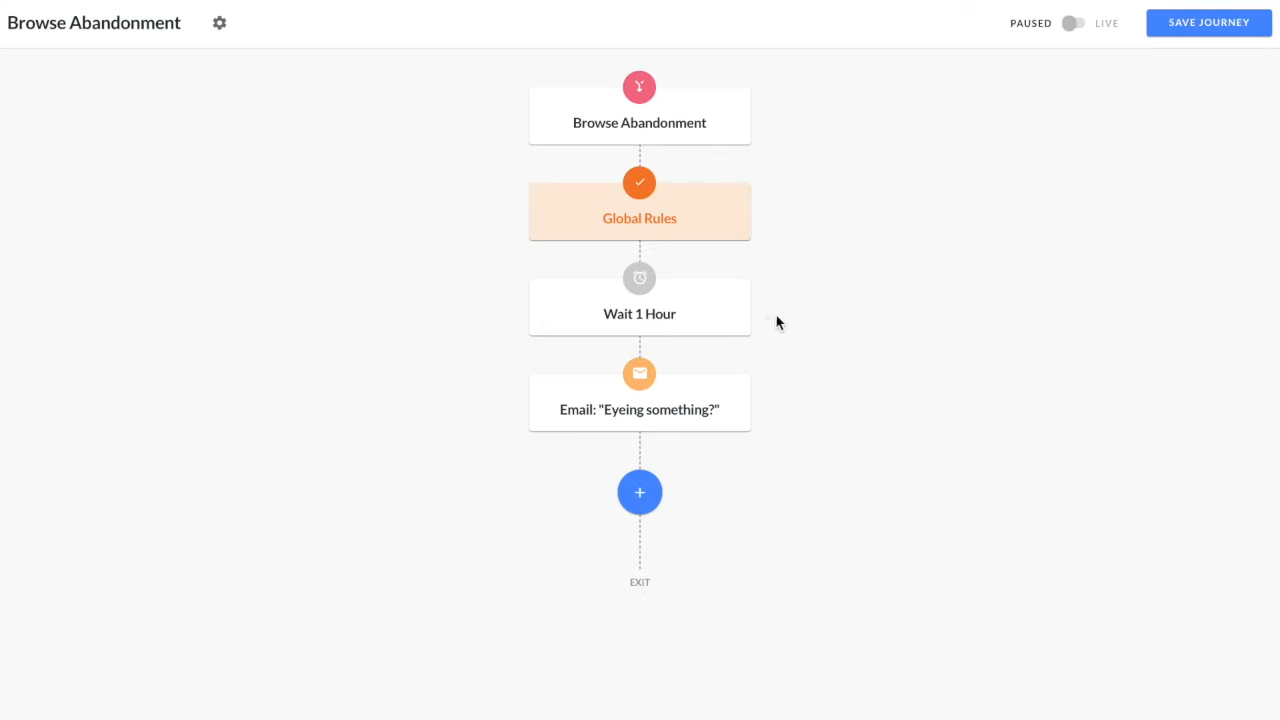 Browse Abandonment
PAUSED
LIVE
SAVE JOURNEY
Browse Abandonment
Global Rules
Wait 1 Hour
Email: "Eyeing something?"
EXIT